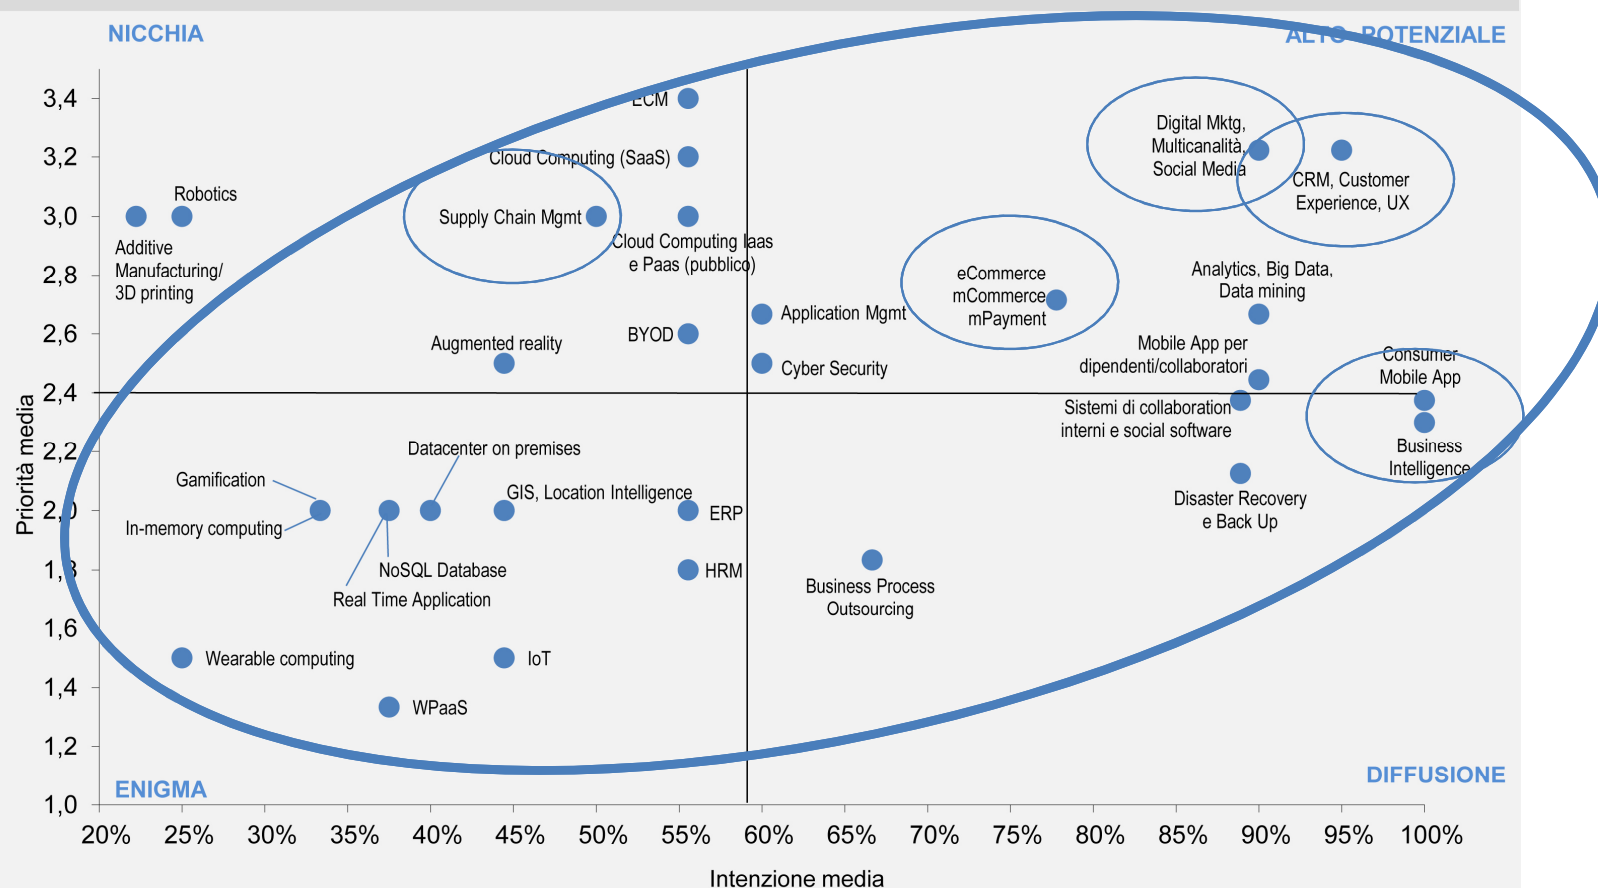 NICCHIA
ALTO POTENZIALE
3,4
3,2
3,0
2,8
2,6
2,4
2,2
2,0
1,8
1,6
1,4
1,2
1,0
Priorità media
ECM
Cloud Computing (SaaS)
Robotics
Additive
Manufacturing/
3D printing
Supply Chain Mgmt
Cloud Computing Iaas
e Paas (pubblico)
Digital Mktg,
Multicanalità,
Social Media
CRM, Customer
Experience, UX
eCommerce
mCommerce
mPayment
Analytics, Big Data,
Data mining
Application Mgmt
BYOD
Augmented reality
Cyber Security
Mobile App per
dipendenti/collaboratori
Consumer
Mobile App
Sistemi di collaboration
interni e social software
Business
Intelligence
Datacenter on premises
Gamification
GIS, Location Intelligence
In-memory computing
ERP
Disaster Recovery
e Back Up
NoSQL Database
HRM
Real Time Application
Business Process
Outsourcing
Wearable computing
IoT
WPaaS
ENIGMA
DIFFUSIONE
20%
25%
30%
35%
40%
45%
50%
55%
60%
65%
70%
75%
80%
85%
90%
95%
100%
Intenzione media